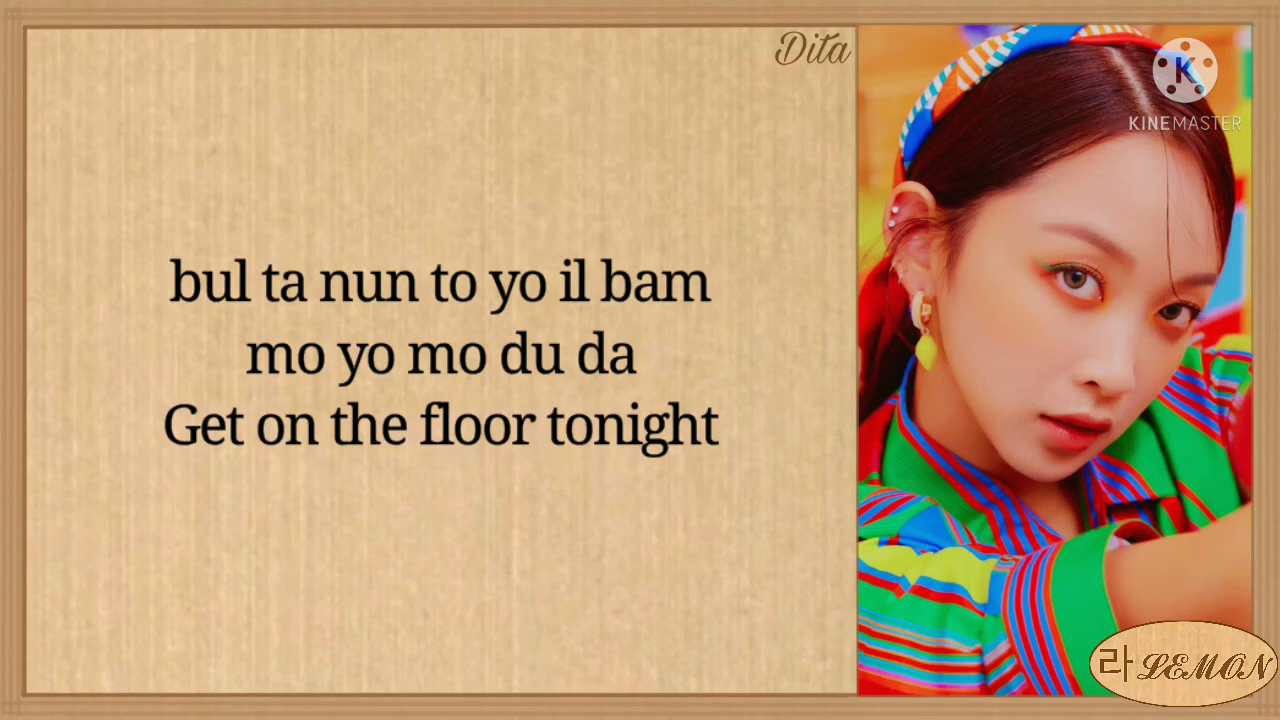 Dita
KINEMASTER
bul ta nun to yo il bam
mo yo mo du da
Get on the floor tonight
라 LEMON